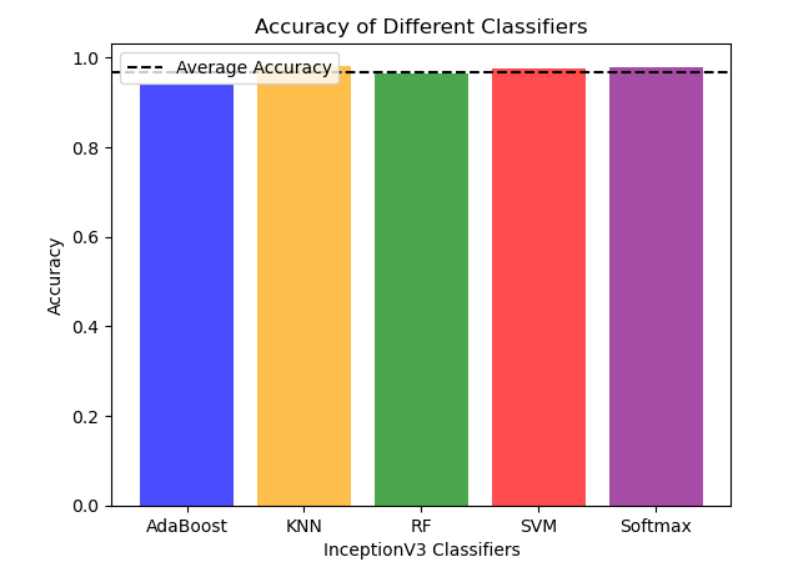 Accuracy of Different Classifiers
Average Accuracy
1.0
0.8
0.6
0.4
0.2
0.0
Accuracy
AdaBoost KNN RF SVM Softmax
InceptionV3 Classifiers